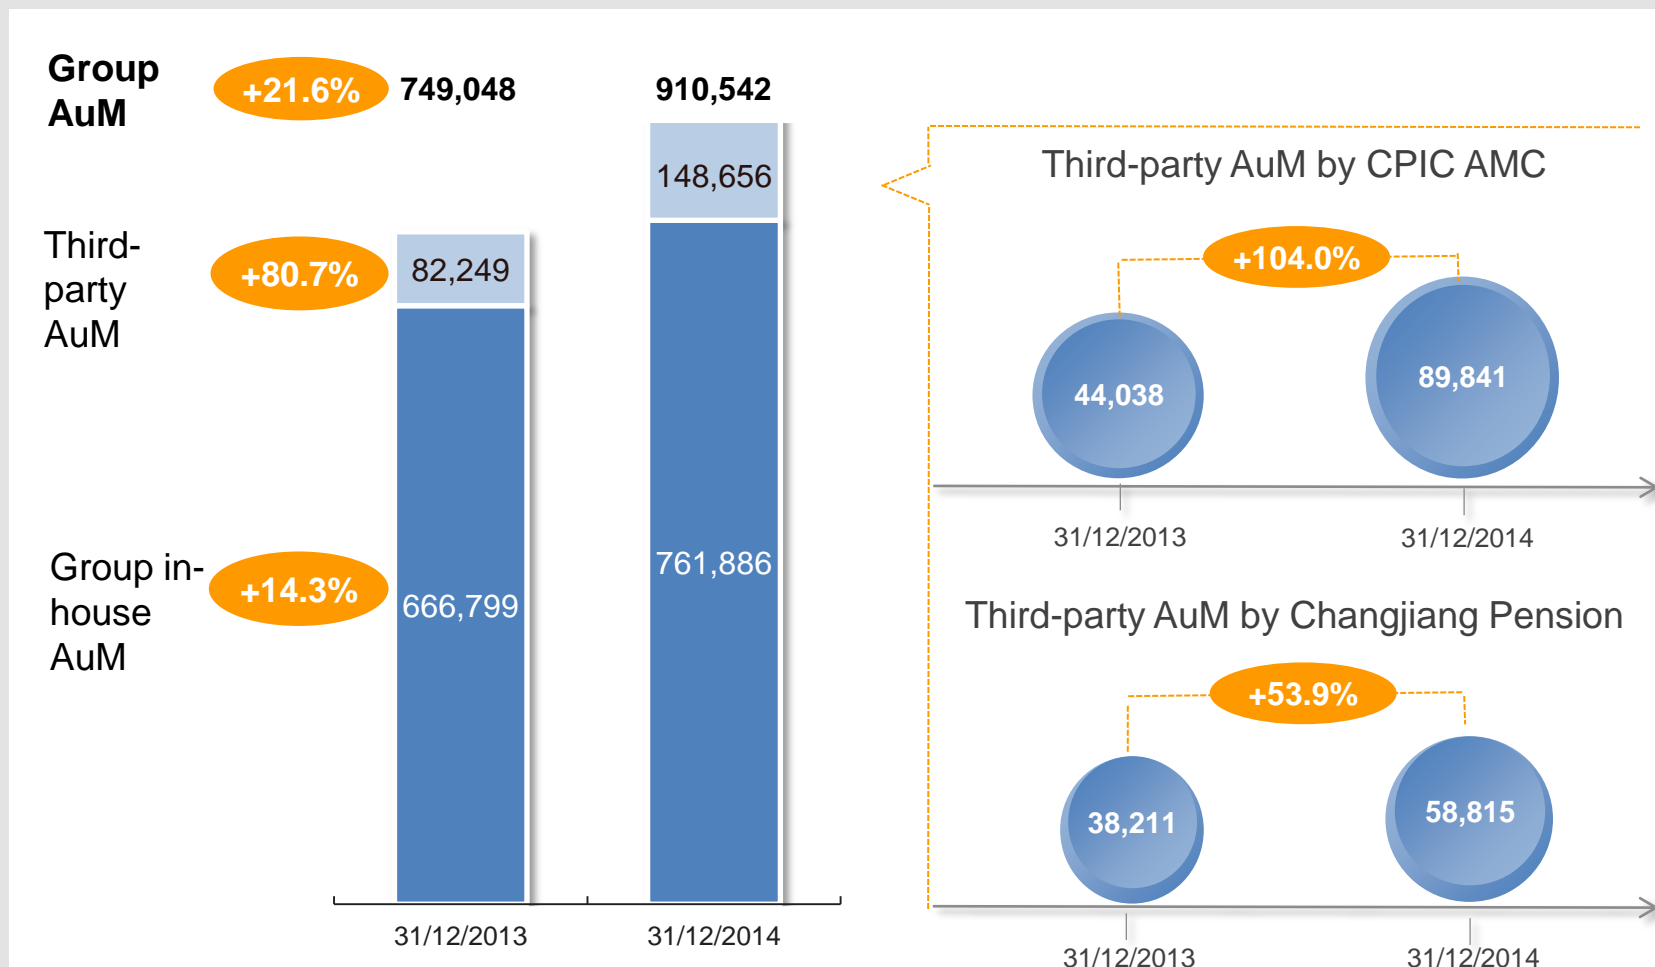 Group
AuM
+21.6%
749,048
910,542
148,656
Third-
party
AuM
+80.7%
82,249
Group in-
house
AuM
+14.3%
666,799
761,886
31/12/2013
31/12/2014
Third-party AuM by CPIC AMC
+104.0%
44,038
89,841
31/12/2013
31/12/2014
Third-party AuM by Changjiang Pension
+53.9%
38,211
58,815
31/12/2013
31/12/2014